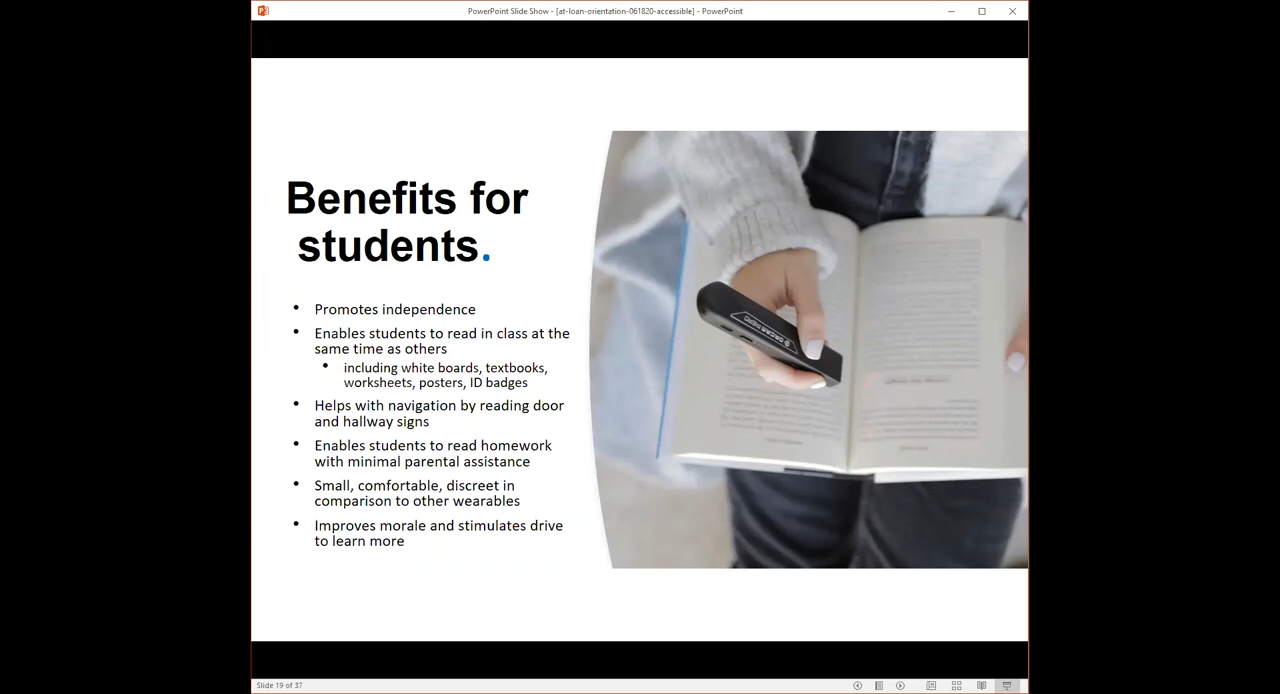 PowerPoint Slide Show - [at-loan-orientation-061820-accessible] - PowerPoint
Benefits for
students.
• Promotes independence
• Enables students to read in class at the
same time as others
• including white boards, textbooks,
worksheets, posters, ID badges
• Helps with navigation by reading door
and hallway signs
• Enables students to read homework
with minimal parental assistance
• Small, comfortable, discreet in
comparison to other wearables
• Improves morale and stimulates drive
to learn more
ORCAM
Slide 19 of 37